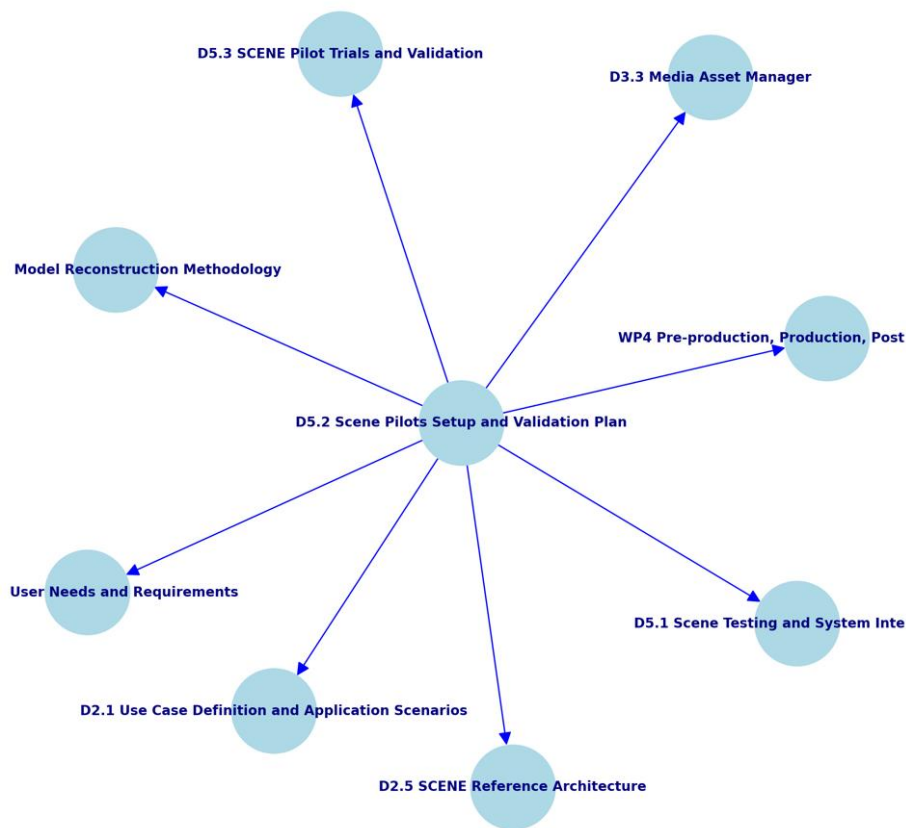 D5.3 SCENE Pilot Trials and Validation
D3.3 Media Asset Manager
Model Reconstruction Methodology
WP4 Pre-production, Production, Post
D5.2 Scene Pilots Setup and Validation Plan
User Needs and Requirements
D5.1 Scene Testing and System Inte
D2.1 Use Case Definition and Application Scenarios
D2.5 SCENE Reference Architecture